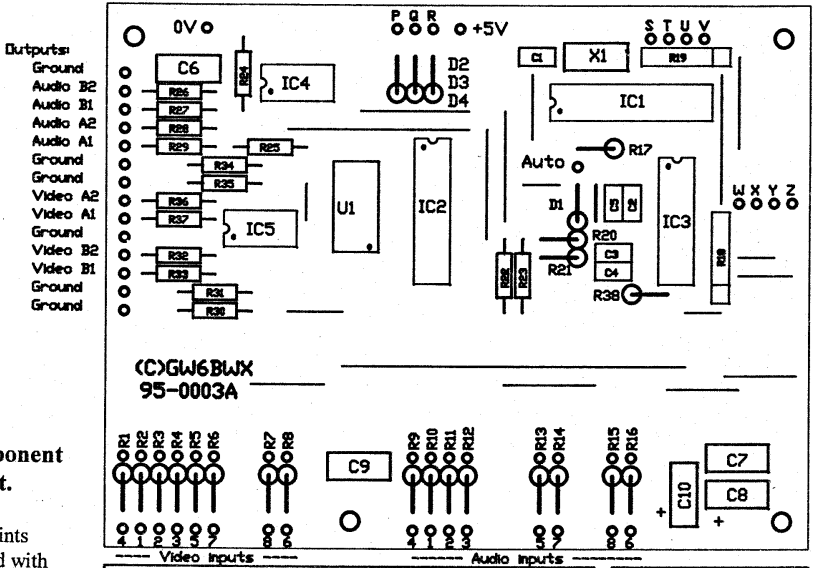 OV
P Q R
+5V
S T U V
Outputs:
Ground
Audio B2
Audio B1
Audio A2
Audio A1
Ground
Ground
Video A2
Video A1
Ground
Video B2
Video B1
Ground
Ground
C6
R24
IC4
D2
D3
D4
C1
X1
R19
R26
R27
R28
R29
R25
IC1
R34
R35
Auto
R17
R36
R37
IC5
U1
IC2
D1
C5
C2
IC3
W X Y Z
R32
R33
R20
R21
C3
C4
R18
R22
R23
R31
R30
R38
(C)GW6BWX
95-0003A
R1 R2 R3 R4 R5 R6
R7 R8
R9 R10 R11 R12
R13 R14
R15 R16
C9
C10
C7
C8
+
+
4 1 2 3 5 7
8 6
4 1 2 3
5 7
8 6
Video Inputs
Audio Inputs
ponent
t.
ints
d with